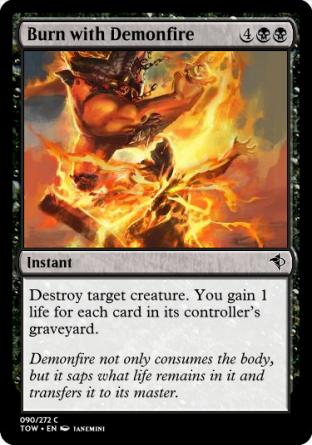 Burn with Demonfire 4
Instant
Destroy target creature. You gain 1
life for each card in its controller's
graveyard.
Demonfire not only consumes the body,
but it saps what life remains in it and
transfers it to its master.
090/272 C
TOW • EN IANEMINI